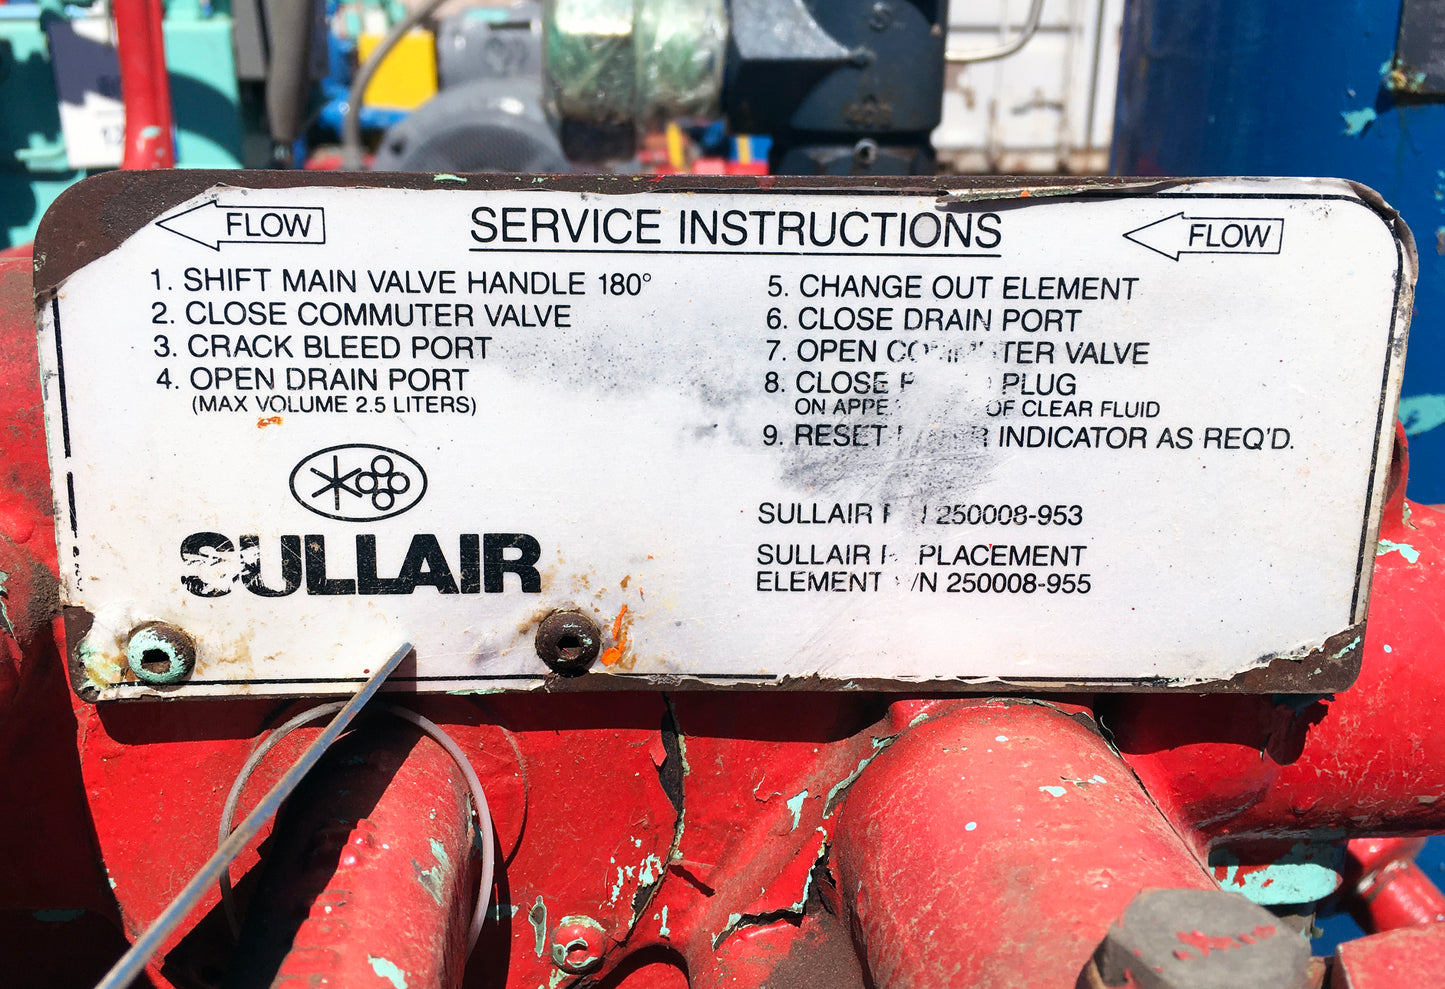 FLOW
SERVICE INSTRUCTIONS
FLOW
1. SHIFT MAIN VALVE HANDLE 180°
2. CLOSE COMMUTER VALVE
3. CRACK BLEED PORT
4. OPEN DRAIN PORT
(MAX VOLUME 2.5 LITERS)
SULLAIR
5. CHANGE OUT ELEMENT
6. CLOSE DRAIN PORT
7. OPEN COMMUTER VALVE
8. CLOSE PLUG
ON OF CLEAR FLUID
9. RESET INDICATOR AS REQ'D.
SULLAIR 250008-953
SULLAIR REPLACEMENT
ELEMENT P/N 250008-955